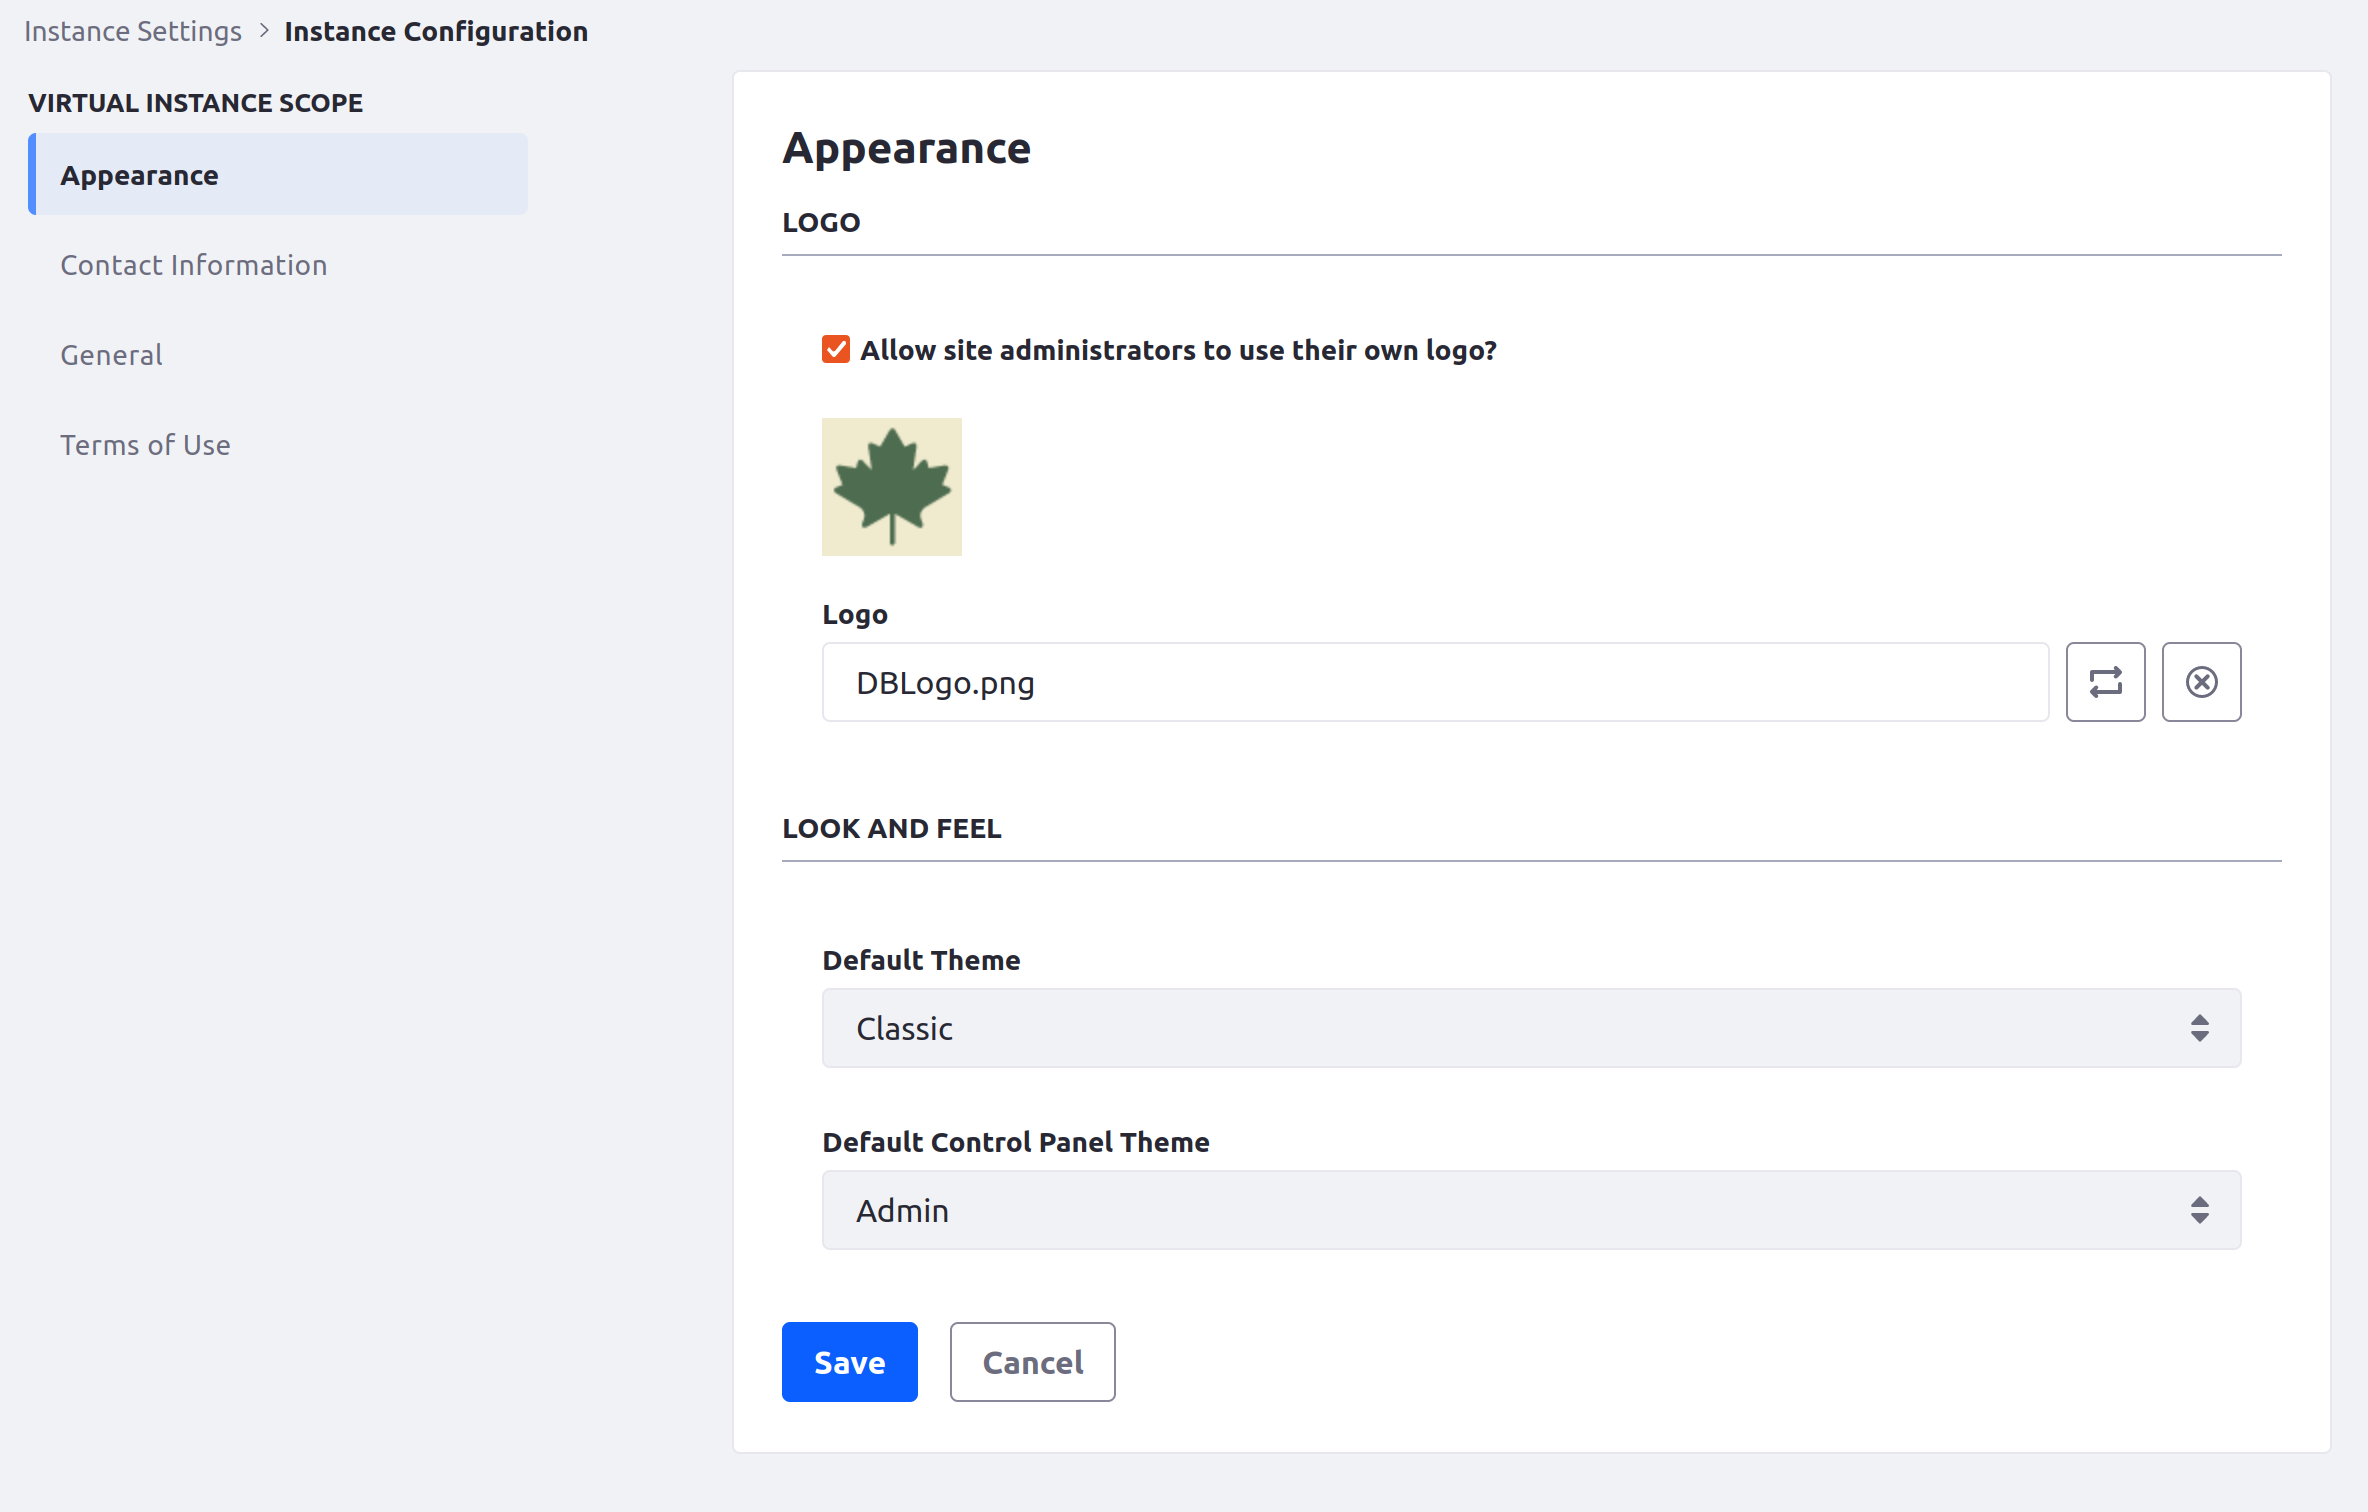 Instance Settings > Instance Configuration
VIRTUAL INSTANCE SCOPE
Appearance
Contact Information
General
Terms of Use
Appearance
LOGO
Allow site administrators to use their own logo?
Logo
DBLogo.png
LOOK AND FEEL
Default Theme
Classic
Default Control Panel Theme
Admin
Save
Cancel